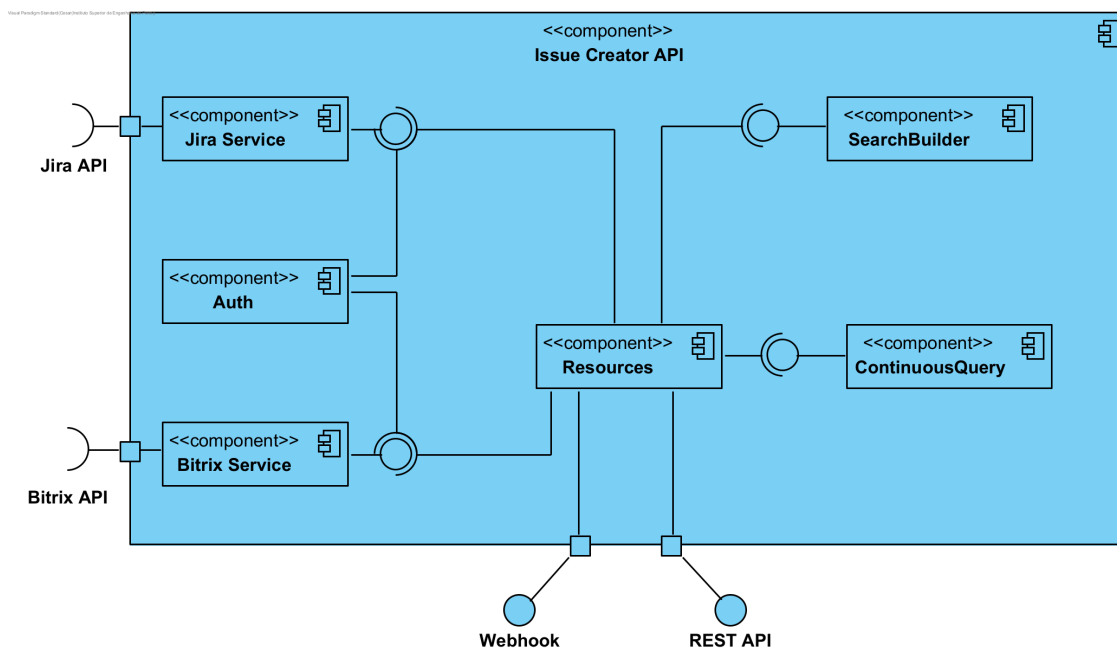 <<component>>
Issue Creator API
<<component>>
Jira Service
<<component>>
SearchBuilder
Jira API
<<component>>
Auth
<<component>>
Resources
<<component>>
ContinuousQuery
<<component>>
Bitrix Service
Bitrix API
Webhook
REST API